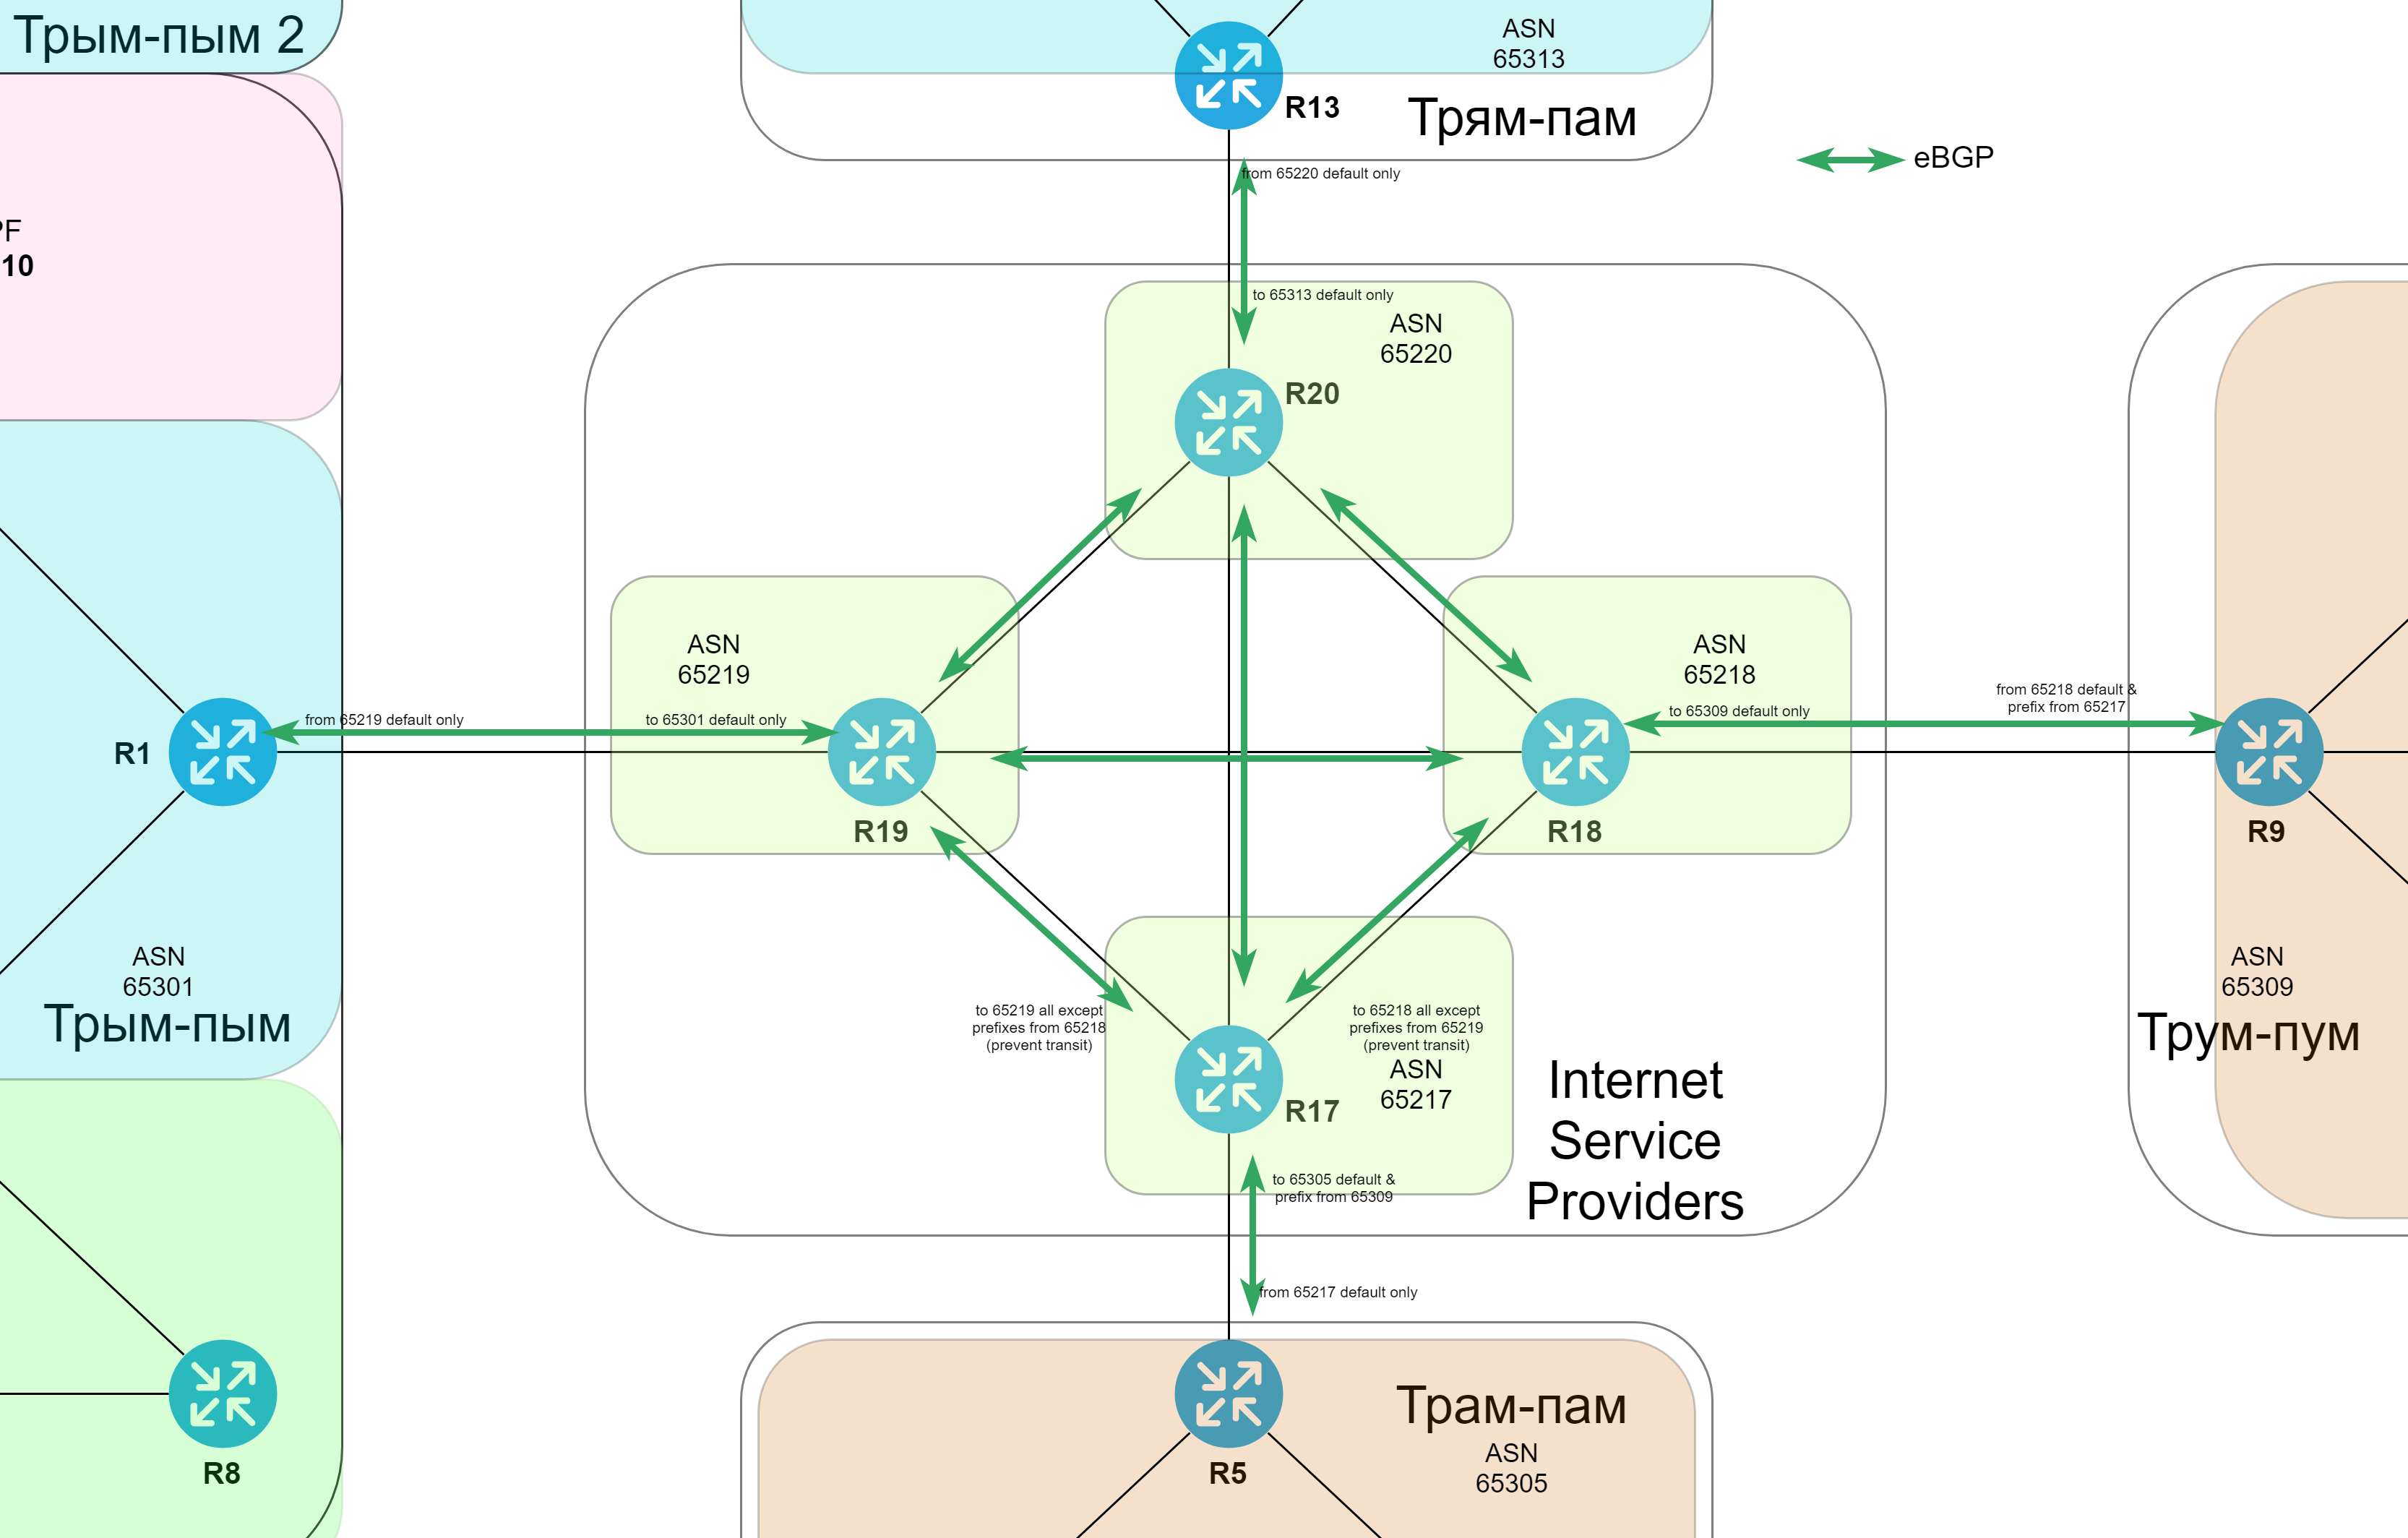 Трым-пым 2
ASN
65313
R13
Трям-пам
eBGP
from 65220 default only
10
to 65313 default only
ASN
65220
R20
ASN
65219
ASN
65218
from 65218 default &
prefix from 65217
from 65219 default only
to 65301 default only
to 65309 default only
R1
R19
R18
R9
ASN
65301
Трым-пым
ASN
65309
Трум-пум
to 65219 all except
prefixes from 65218
(prevent transit)
to 65218 all except
prefixes from 65219
(prevent transit)
ASN
65217
R17
Internet
Service
Providers
to 65305 default &
prefix from 65309
from 65217 default only
Трам-пам
ASN
65305
R8
R5